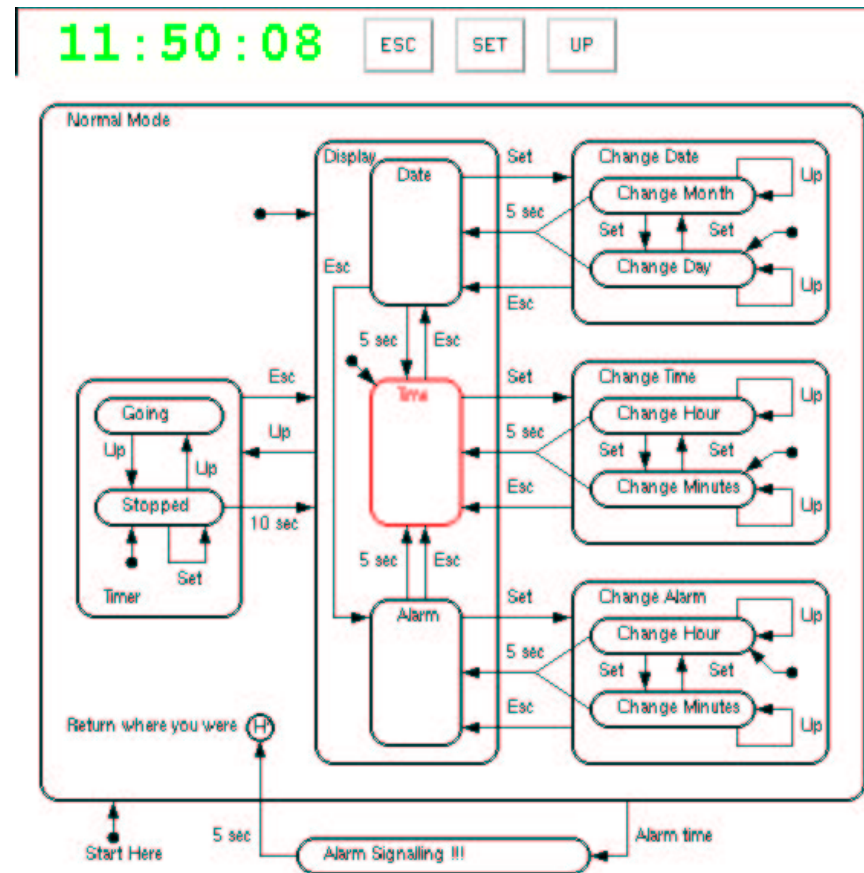 11:50:08 ESC SET UP
Normal Mode
Display
Date
Set
Change Date
Change Month
Up
5 sec
Set
Set
Change Day
Up
Esc
Esc
5 sec
Esc
Time
Set
Change Time
Change Hour
Up
5 sec
Set
Set
Change Minutes
Up
Esc
Esc
Going
Up
Up
Up
Stopped
10 sec
Set
Timer
5 sec
Esc
Alarm
Set
Change Alarm
Change Hour
Up
5 sec
Set
Set
Change Minutes
Up
Esc
Return where you were
H*
5 sec
Start Here
Alarm Signalling !!!
Alarm time